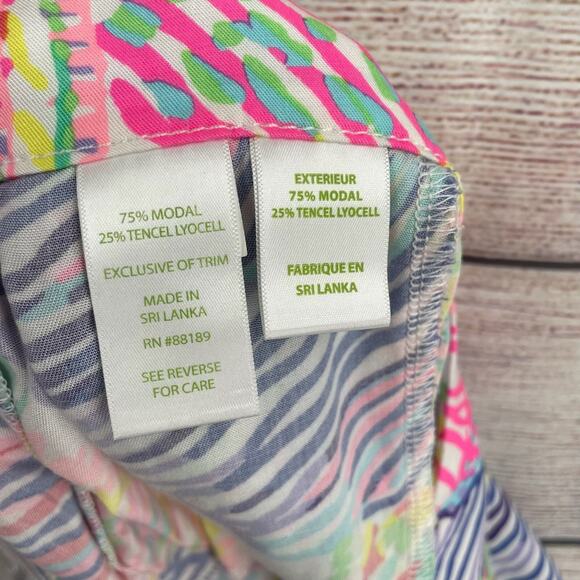 75% MODAL
25% TENCEL LYOCELL
EXCLUSIVE OF TRIM
MADE IN
SRI LANKA
RN #88189
SEE REVERSE
FOR CARE
EXTERIEUR
75% MODAL
25% TENCEL LYOCELL
FABRIQUE EN
SRI LANKA